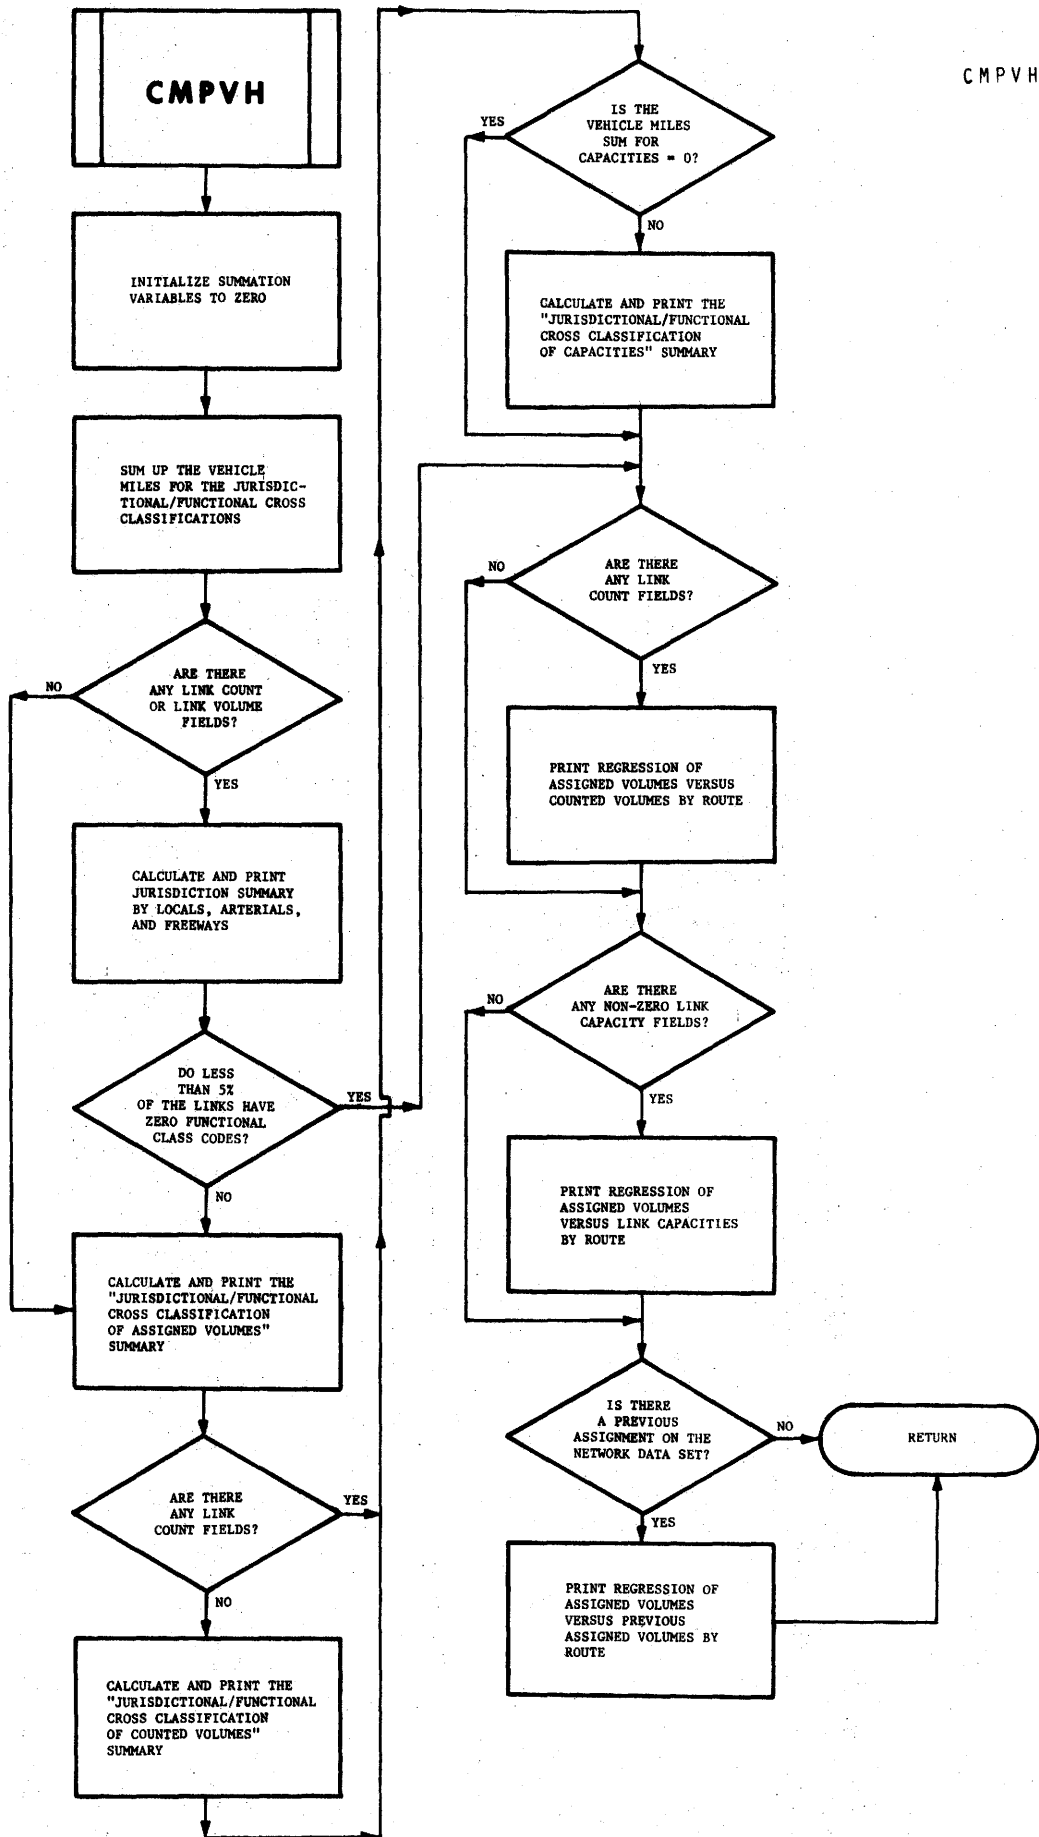 CMPVH
CMPVH
INITIALIZE SUMMATION
VARIABLES TO ZERO
SUM UP THE VEHICLE
MILES FOR THE JURISDIC-
TIONAL/FUNCTIONAL CROSS
CLASSIFICATIONS
ARE THERE
ANY LINK COUNT
OR LINK VOLUME
FIELDS?
NO
YES
CALCULATE AND PRINT
JURISDICTION SUMMARY
BY LOCALS, ARTERIALS,
AND FREEWAYS
DO LESS
THAN 5%
OF THE LINKS HAVE
ZERO FUNCTIONAL
CLASS CODES?
YES
NO
CALCULATE AND PRINT THE
"JURISDICTIONAL/FUNCTIONAL
CROSS CLASSIFICATION
OF ASSIGNED VOLUMES"
SUMMARY
ARE THERE
ANY LINK
COUNT FIELDS?
YES
NO
CALCULATE AND PRINT THE
"JURISDICTIONAL/FUNCTIONAL
CROSS CLASSIFICATION
OF COUNTED VOLUMES"
SUMMARY
IS THE
VEHICLE MILES
SUM FOR
CAPACITIES = 0?
YES
NO
CALCULATE AND PRINT THE
"JURISDICTIONAL/FUNCTIONAL
CROSS CLASSIFICATION
OF CAPACITIES" SUMMARY
ARE THERE
ANY LINK
COUNT FIELDS?
NO
YES
PRINT REGRESSION OF
ASSIGNED VOLUMES VERSUS
COUNTED VOLUMES BY ROUTE
ARE THERE
ANY NON-ZERO LINK
CAPACITY FIELDS?
NO
YES
PRINT REGRESSION OF
ASSIGNED VOLUMES
VERSUS LINK CAPACITIES
BY ROUTE
IS THERE
A PREVIOUS
ASSIGNMENT ON THE
NETWORK DATA SET?
NO
YES
RETURN
PRINT REGRESSION OF
ASSIGNED VOLUMES
VERSUS PREVIOUS
ASSIGNED VOLUMES BY
ROUTE